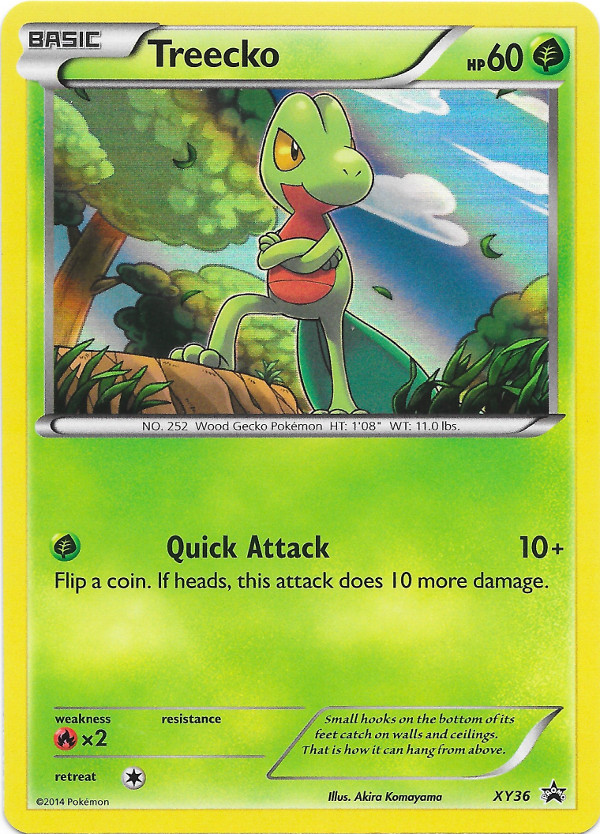 BASIC
Treecko
HP60
NO. 252 Wood Gecko Pokémon HT: 1'08" WT: 11.0 lbs.
Quick Attack 10+
Flip a coin. If heads, this attack does 10 more damage.
weakness resistance
×2
Small hooks on the bottom of its
feet catch on walls and ceilings.
That is how it can hang from above.
retreat
©2014 Pokémon
Illus. Akira Komayama
XY36
PROMO